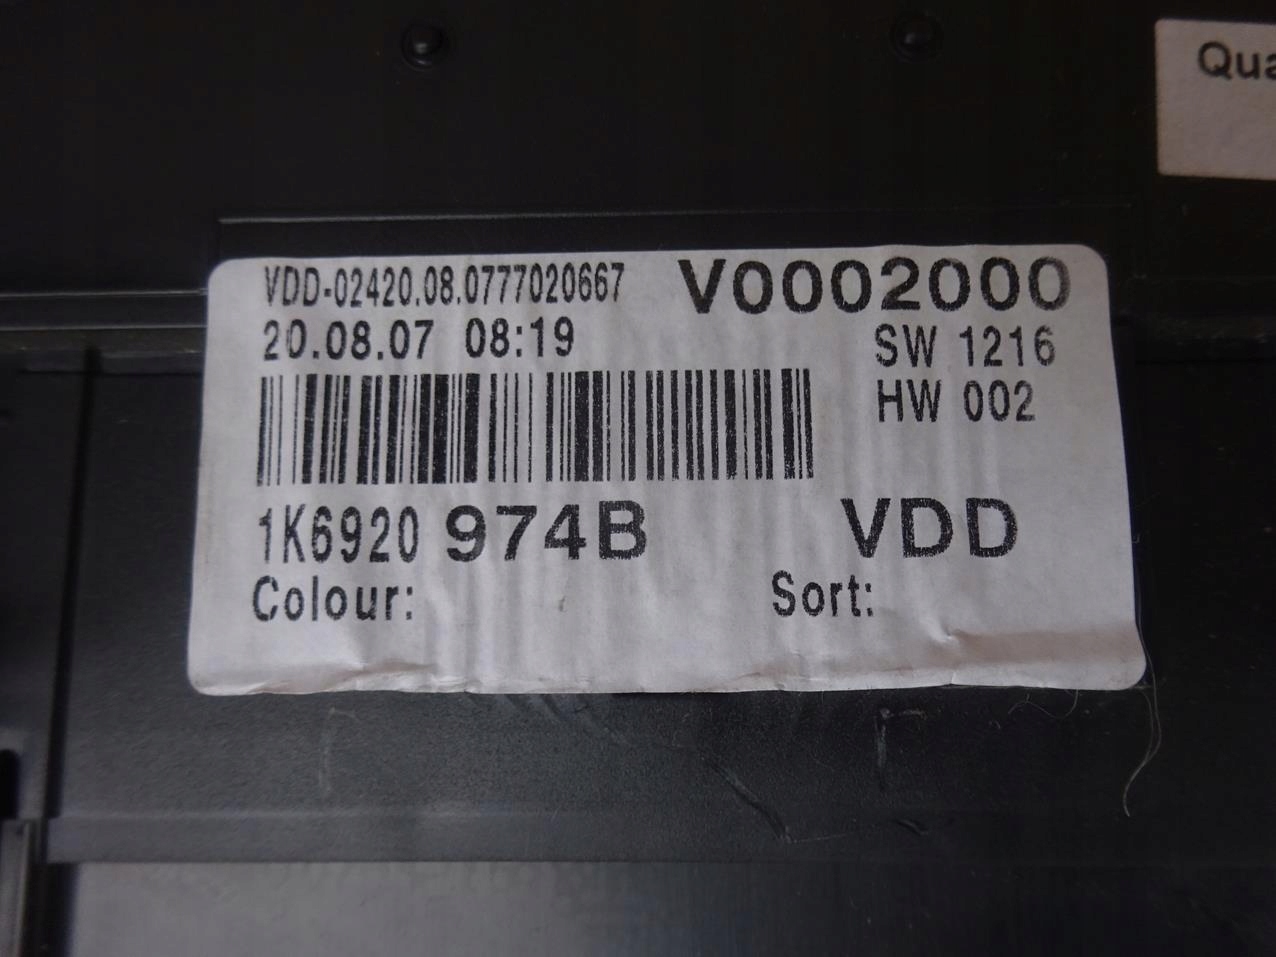 Qua
VDD-02420.08.0777020667 V0002000
20.08.07 08:19 SW 1216
HW 002
1K6920 974B VDD
Colour: Sort: